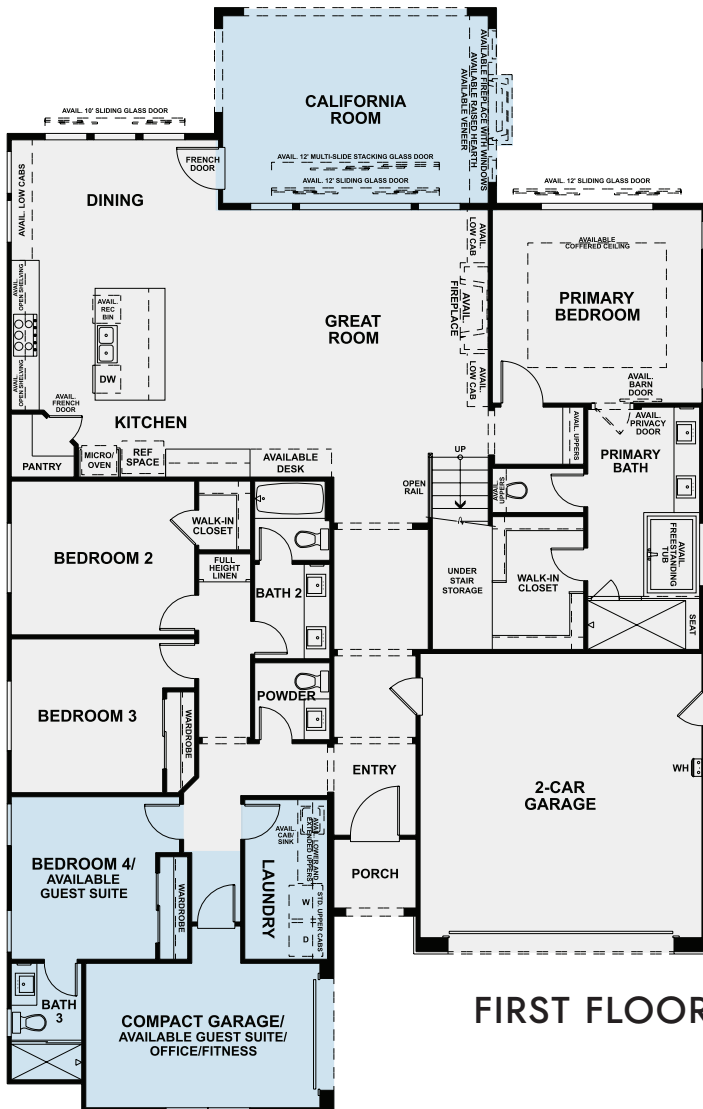 CALIFORNIA
ROOM
AVAILABLE FIREPLACE WITH WINDOWS
AVAILABLE RAISED HEARTH
AVAILABLE VENEER
AVAIL. 10' SLIDING GLASS DOOR
FRENCH
DOOR
AVAIL. 12' MULTI-SLIDE STACKING GLASS DOOR
AVAIL. 12' SLIDING GLASS DOOR
AVAIL. 12' SLIDING GLASS DOOR
DINING
AVAIL. LOW CABS
AVAIL.
LOW CAB
AVAILABLE
COFFERED CEILING
AVAIL.
OPEN SHELVING
AVAIL.
REC
BIN
DW
GREAT
ROOM
AVAIL.
FIREPLACE
PRIMARY
BEDROOM
AVAIL.
OPEN SHELVING
AVAIL.
LOW CAB
AVAIL.
BARN
DOOR
AVAIL.
FRENCH
DOOR
KITCHEN
AVAIL. UPPERS
AVAIL.
PRIVACY
DOOR
PANTRY
MICRO/
OVEN
REF
SPACE
AVAILABLE
DESK
UP
OPEN
RAIL
PRIMARY
BATH
AVAIL.
UPPERS
BEDROOM 2
WALK-IN
CLOSET
FULL
HEIGHT
LINEN
BATH 2
UNDER
STAIR
STORAGE
WALK-IN
CLOSET
AVAIL.
FREESTANDING
TUB
SEAT
BEDROOM 3
WARDROBE
POWDER
ENTRY
2-CAR
GARAGE
WH
BEDROOM 4/
AVAILABLE
GUEST SUITE
WARDROBE
AVAIL.
CAB/
SINK
AVAIL. LOWER AND
EXTENDED UPPERS
LAUNDRY
STD. UPPER CABS
W
D
PORCH
BATH
3
COMPACT GARAGE/
AVAILABLE GUEST SUITE/
OFFICE/FITNESS
FIRST FLOOR